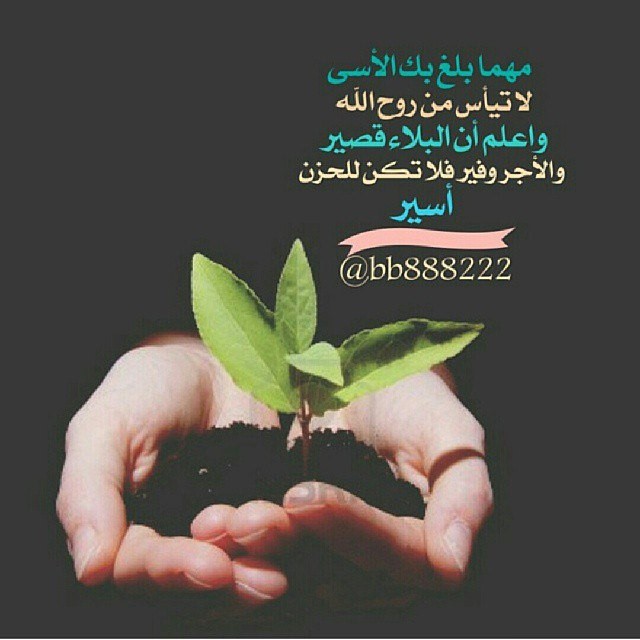 مهما بلغ بك الأسى
لا تيأس من روح الله
واعلم أن البلاء قصير
والأجر وفير فلا تكن للحزن
أسير
@bb888222